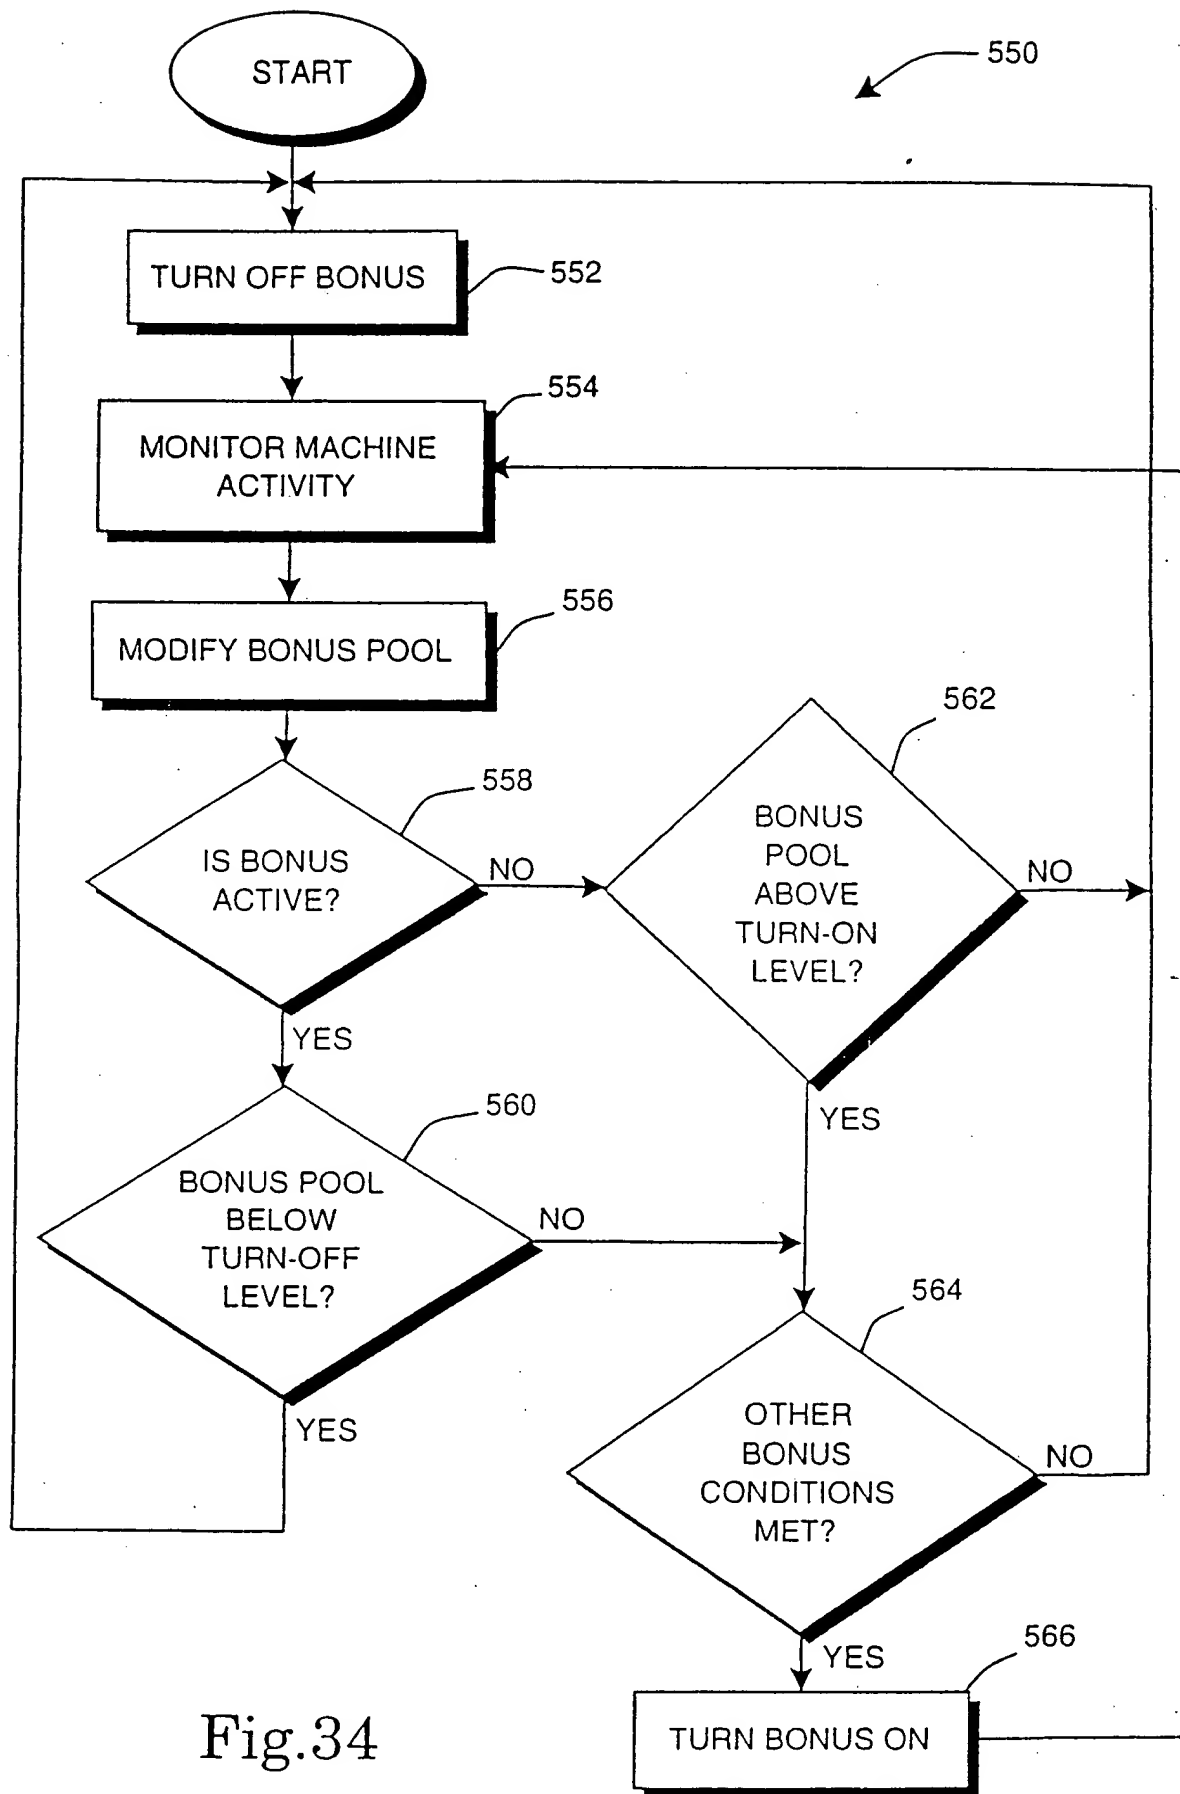 START
550
TURN OFF BONUS
552
554
MONITOR MACHINE
ACTIVITY
556
MODIFY BONUS POOL
562
558
BONUS
POOL
ABOVE
TURN-ON
LEVEL?
IS BONUS
ACTIVE?
NO
NO
YES
560
YES
BONUS POOL
BELOW
TURN-OFF
LEVEL?
NO
564
YES
OTHER
BONUS
CONDITIONS
MET?
NO
YES
566
TURN BONUS ON
Fig.34